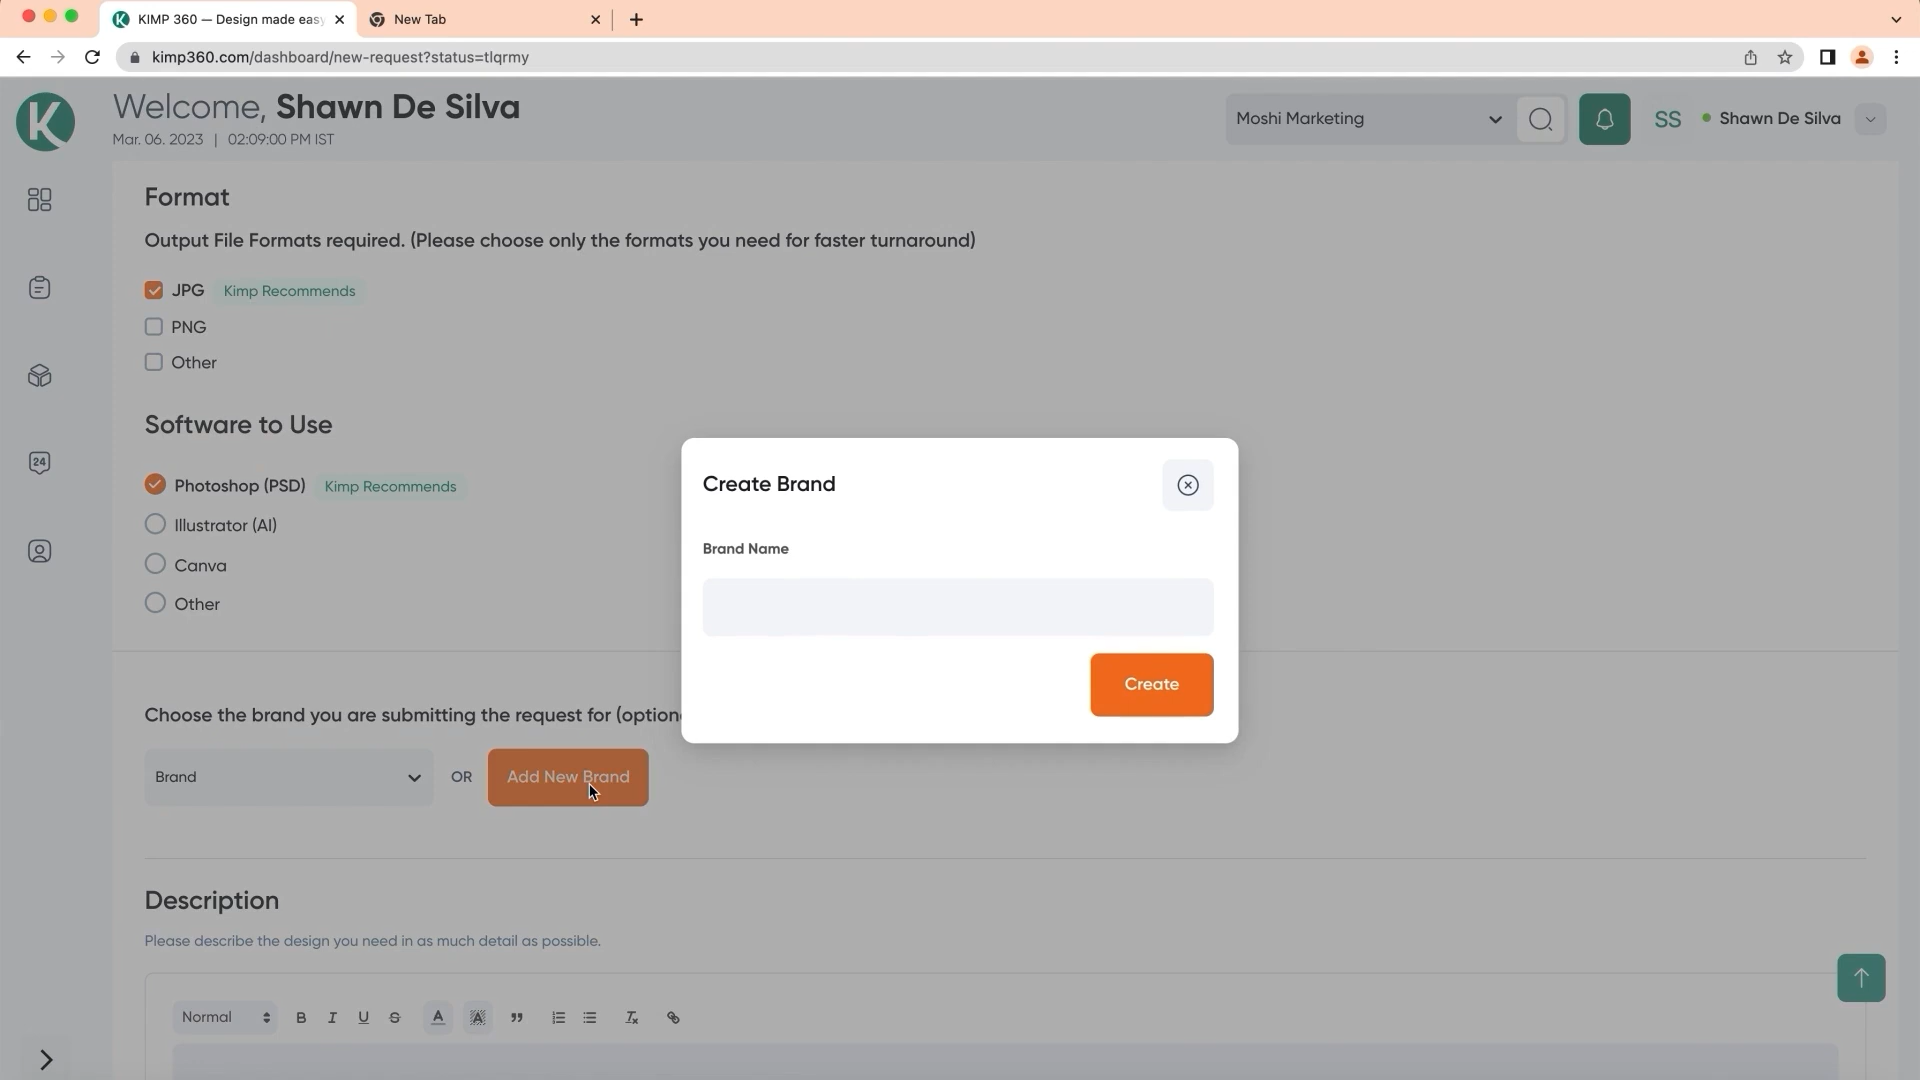 KIMP 360 — Design made easy
New Tab
kimp360.com/dashboard/new-request?status=tlqrmy
K
Welcome, Shawn De Silva
Mar. 06. 2023 | 02:09:00 PM IST
Moshi Marketing
SS
Shawn De Silva
Format
Output File Formats required. (Please choose only the formats you need for faster turnaround)
JPG Kimp Recommends
PNG
Other
Software to Use
24
Photoshop (PSD) Kimp Recommends
Illustrator (AI)
Canva
Other
Create Brand
Brand Name
Create
Choose the brand you are submitting the request for (option
Brand
OR
Add New Brand
Description
Please describe the design you need in as much detail as possible.
Normal B I U S A A